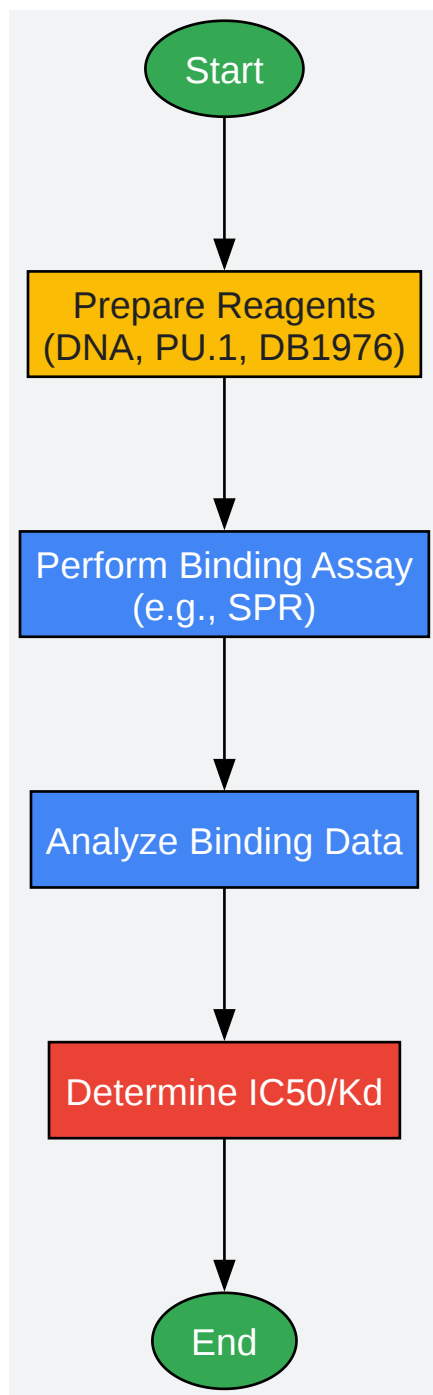 Start
Prepare Reagents
(DNA, PU.1, DB1976)
Perform Binding Assay
(e.g., SPR)
Analyze Binding Data
Determine IC50/Kd
End